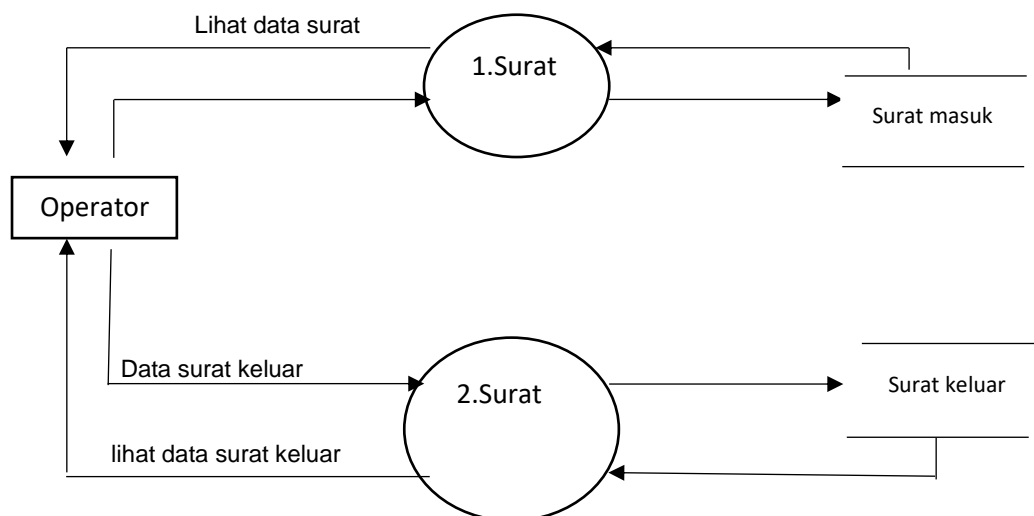 Lihat data surat
1.Surat
Surat masuk
Operator
Data surat keluar
2.Surat
Surat keluar
lihat data surat keluar